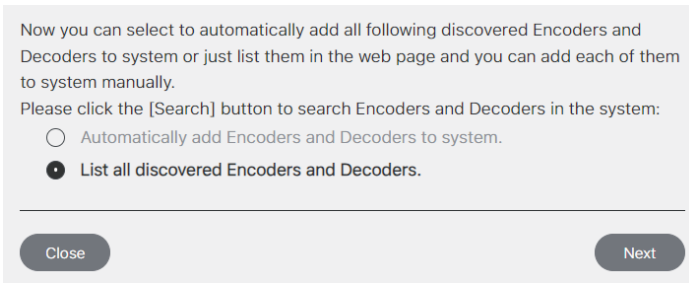 Now you can select to automatically add all following discovered Encoders and
Decoders to system or just list them in the web page and you can add each of them
to system manually.
Please click the [Search] button to search Encoders and Decoders in the system:
Automatically add Encoders and Decoders to system.
List all discovered Encoders and Decoders.
Close
Next